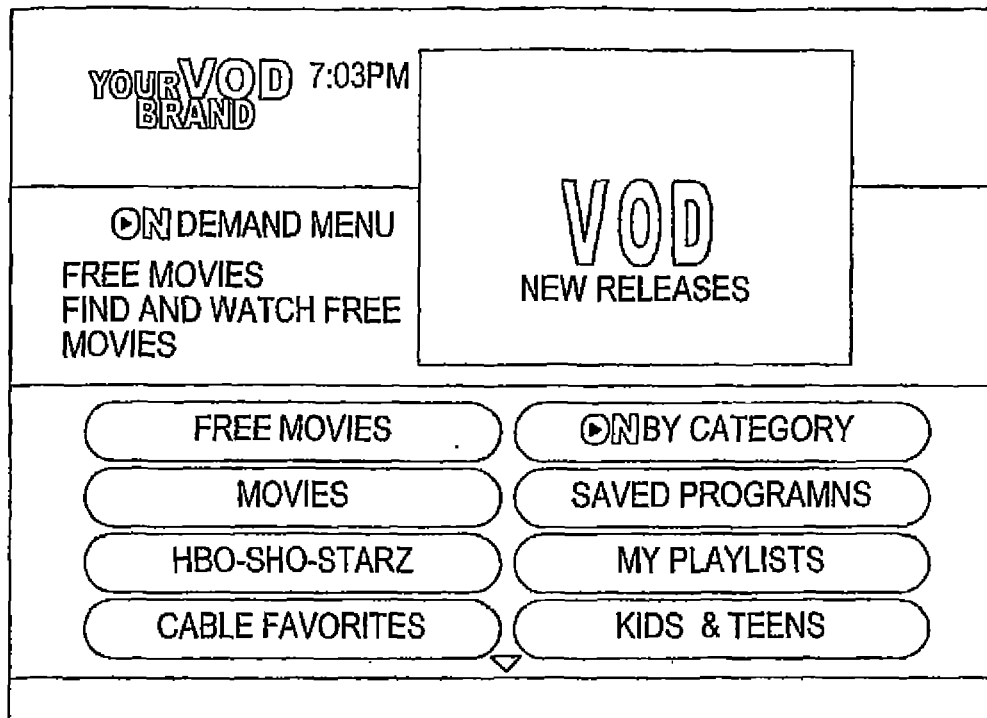 YOUR VOD 7:03PM
BRAND
VOD
NEW RELEASES
ON DEMAND MENU
FREE MOVIES
FIND AND WATCH FREE
MOVIES
FREE MOVIES
ON BY CATEGORY
MOVIES
SAVED PROGRAMNS
HBO-SHO-STARZ
MY PLAYLISTS
CABLE FAVORITES
KIDS & TEENS